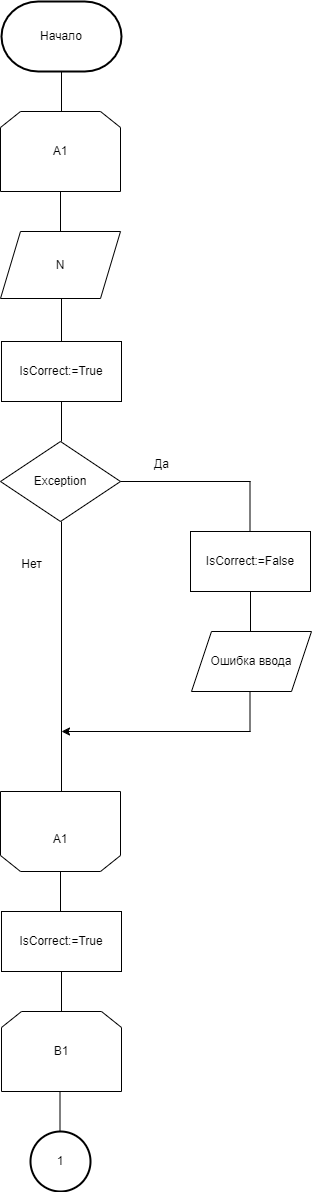 Начало
A1
N
IsCorrect:=True
Exception
Да
Нет
IsCorrect:=False
Ошибка ввода
A1
IsCorrect:=True
B1
1